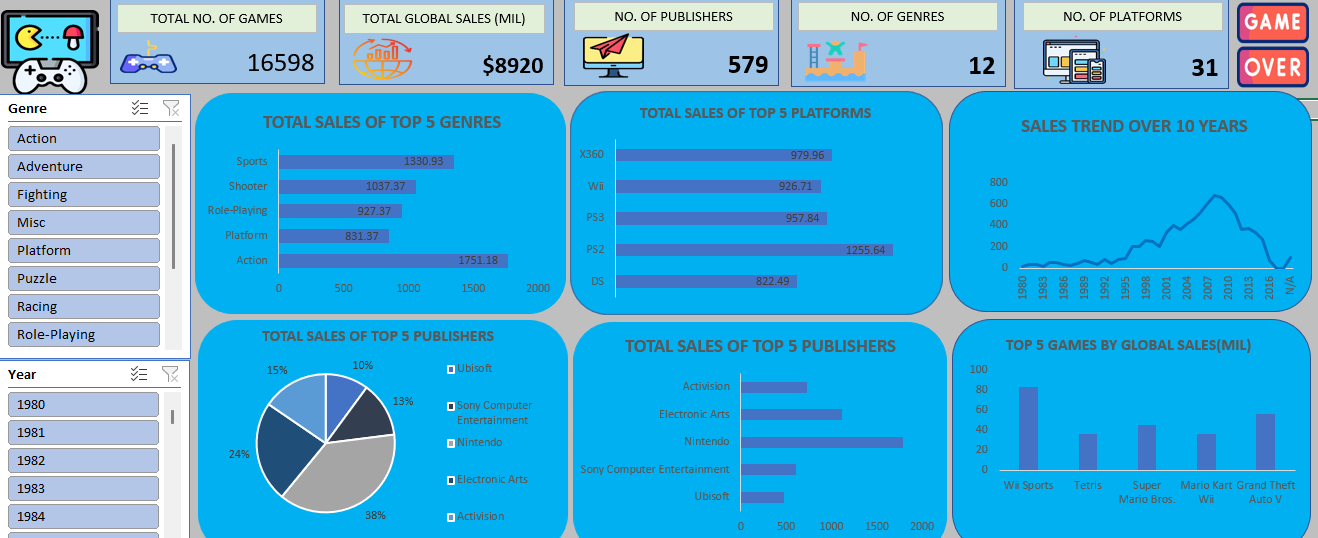 TOTAL NO. OF GAMES
16598
TOTAL GLOBAL SALES (MIL)
$8920
NO. OF PUBLISHERS
579
NO. OF GENRES
12
NO. OF PLATFORMS
31
GAME
OVER
Genre
Action
Adventure
Fighting
Misc
Platform
Puzzle
Racing
Role-Playing
Year
1980
1981
1982
1983
1984
TOTAL SALES OF TOP 5 GENRES
Sports 1330.93
Shooter 1037.37
Role-Playing 927.37
Platform 831.37
Action 1751.18
0 500 1000 1500 2000
TOTAL SALES OF TOP 5 PLATFORMS
X360 979.96
Wii 926.71
PS3 957.84
PS2 1255.64
DS 822.49
SALES TREND OVER 10 YEARS
800
600
400
200
0
1980 1983 1986 1989 1992 1995 1998 2001 2004 2007 2010 2013 2016 N/A
TOTAL SALES OF TOP 5 PUBLISHERS
15%
10%
13%
24%
38%
Ubisoft
Sony Computer
Entertainment
Nintendo
Electronic Arts
Activision
TOTAL SALES OF TOP 5 PUBLISHERS
Activision
Electronic Arts
Nintendo
Sony Computer Entertainment
Ubisoft
0 500 1000 1500 2000
TOP 5 GAMES BY GLOBAL SALES(MIL)
100
80
60
40
20
0
Wii Sports Tetris Super Mario Kart Grand Theft
Mario Bros. Wii Auto V